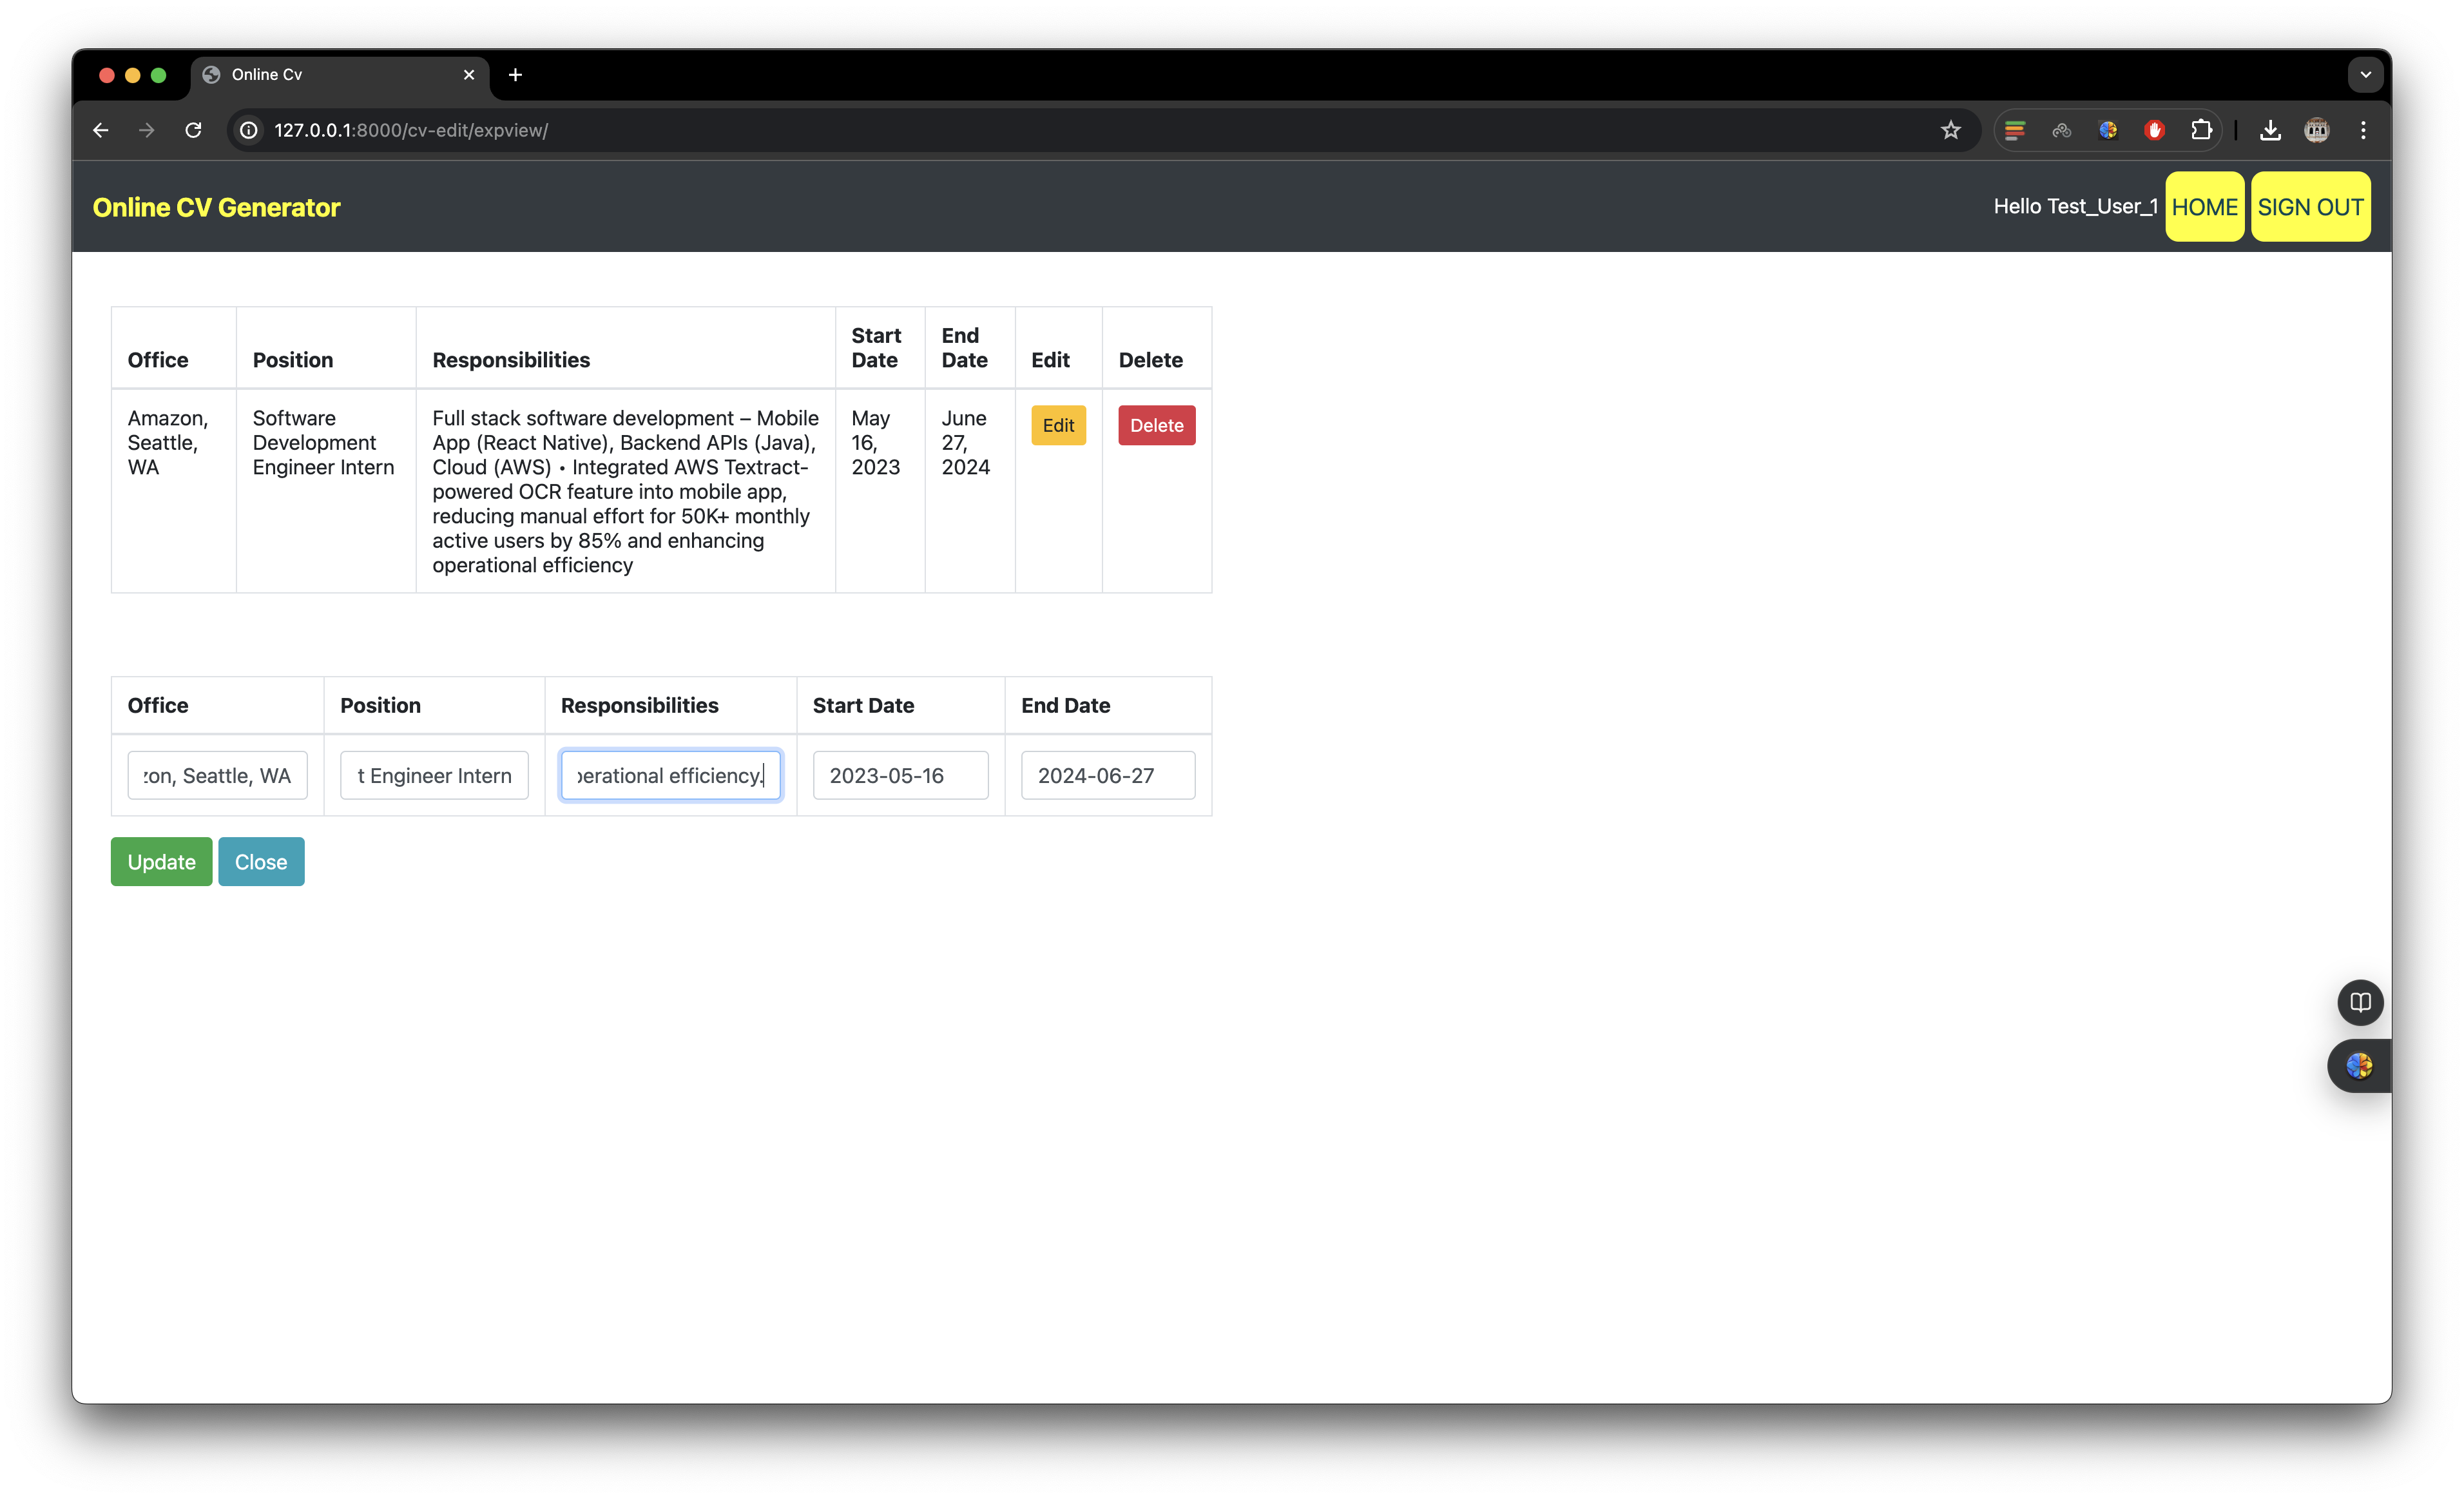 Online Cv
127.0.0.1:8000/cv-edit/expview/
Online CV Generator
Hello Test_User_1
HOME
SIGN OUT
Office
Position
Responsibilities
Start
Date
End
Date
Edit
Delete
Amazon,
Seattle,
WA
Software
Development
Engineer Intern
Full stack software development – Mobile
App (React Native), Backend APIs (Java),
Cloud (AWS) • Integrated AWS Textract-
powered OCR feature into mobile app,
reducing manual effort for 50K+ monthly
active users by 85% and enhancing
operational efficiency
May
16,
2023
June
27,
2024
Edit
Delete
Office
Position
Responsibilities
Start Date
End Date
zon, Seattle, WA
t Engineer Intern
perational efficiency.
2023-05-16
2024-06-27
Update
Close